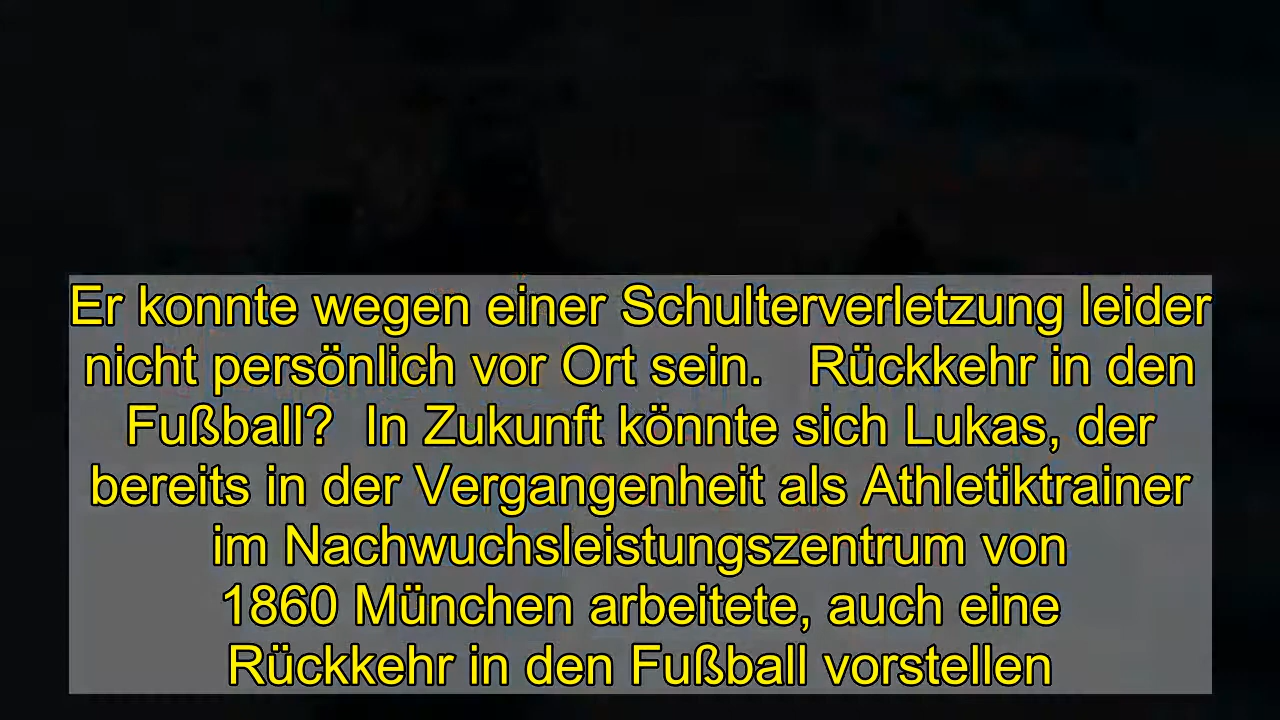 Er konnte wegen einer Schulterverletzung leider
nicht persönlich vor Ort sein.   Rückkehr in den
Fußball?  In Zukunft könnte sich Lukas, der
bereits in der Vergangenheit als Athletiktrainer
im Nachwuchsleistungszentrum von
1860 München arbeitete, auch eine
Rückkehr in den Fußball vorstellen